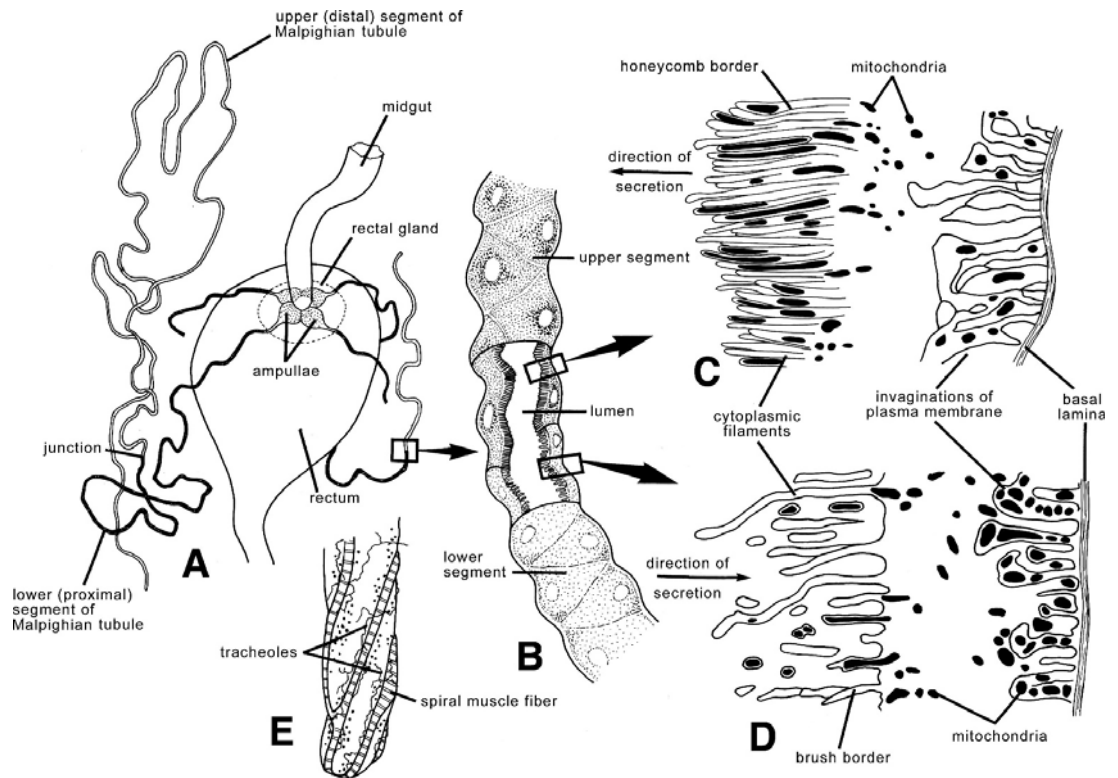 upper (distal) segment of
Malpighian tubule
midgut
rectal gland
ampullae
junction
rectum
A
lower (proximal)
segment of
Malpighian tubule
tracheoles
spiral muscle fiber
E
upper segment
lumen
lower
segment
B
honeycomb border
mitochondria
direction of
secretion
C
cytoplasmic
filaments
invaginations of
plasma membrane
basal
lamina
direction of
secretion
D
brush border
mitochondria